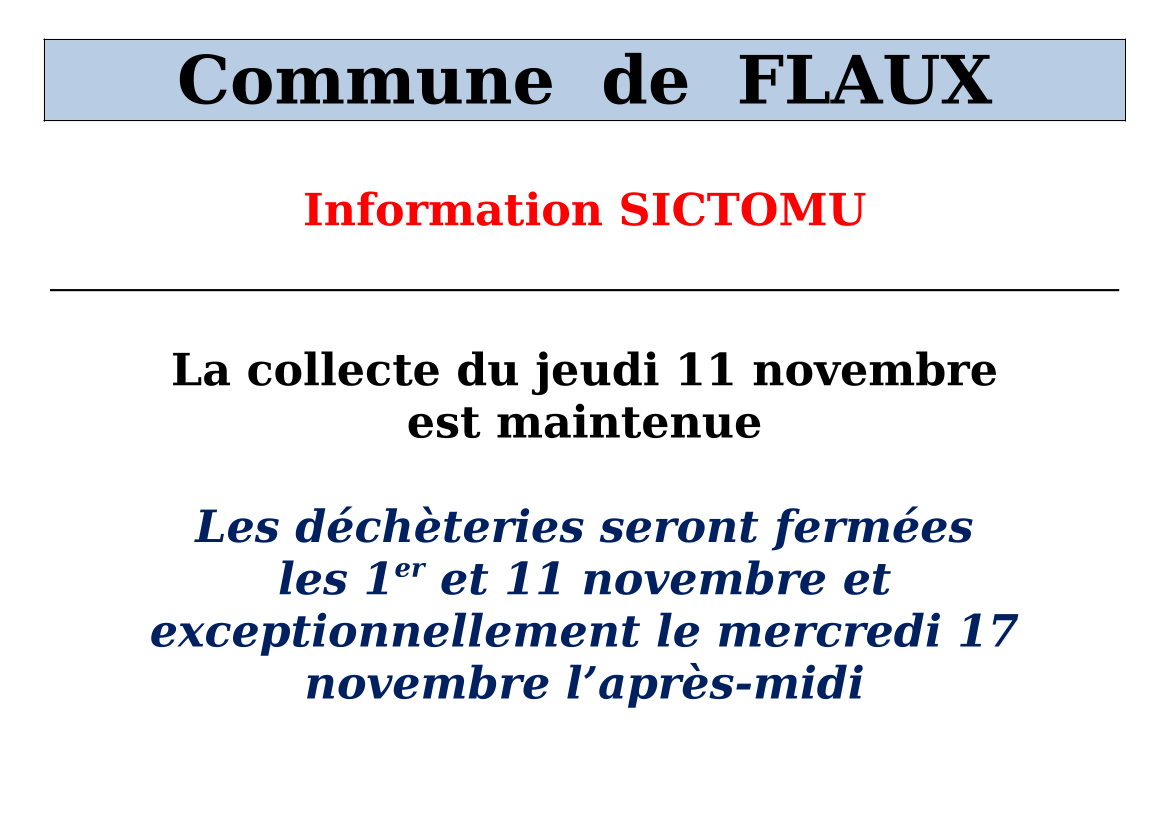 Commune de FLAUX
Information SICTOMU
La collecte du jeudi 11 novembre
est maintenue
Les déchèteries seront fermées
les 1er et 11 novembre et
exceptionnellement le mercredi 17
novembre l’après-midi